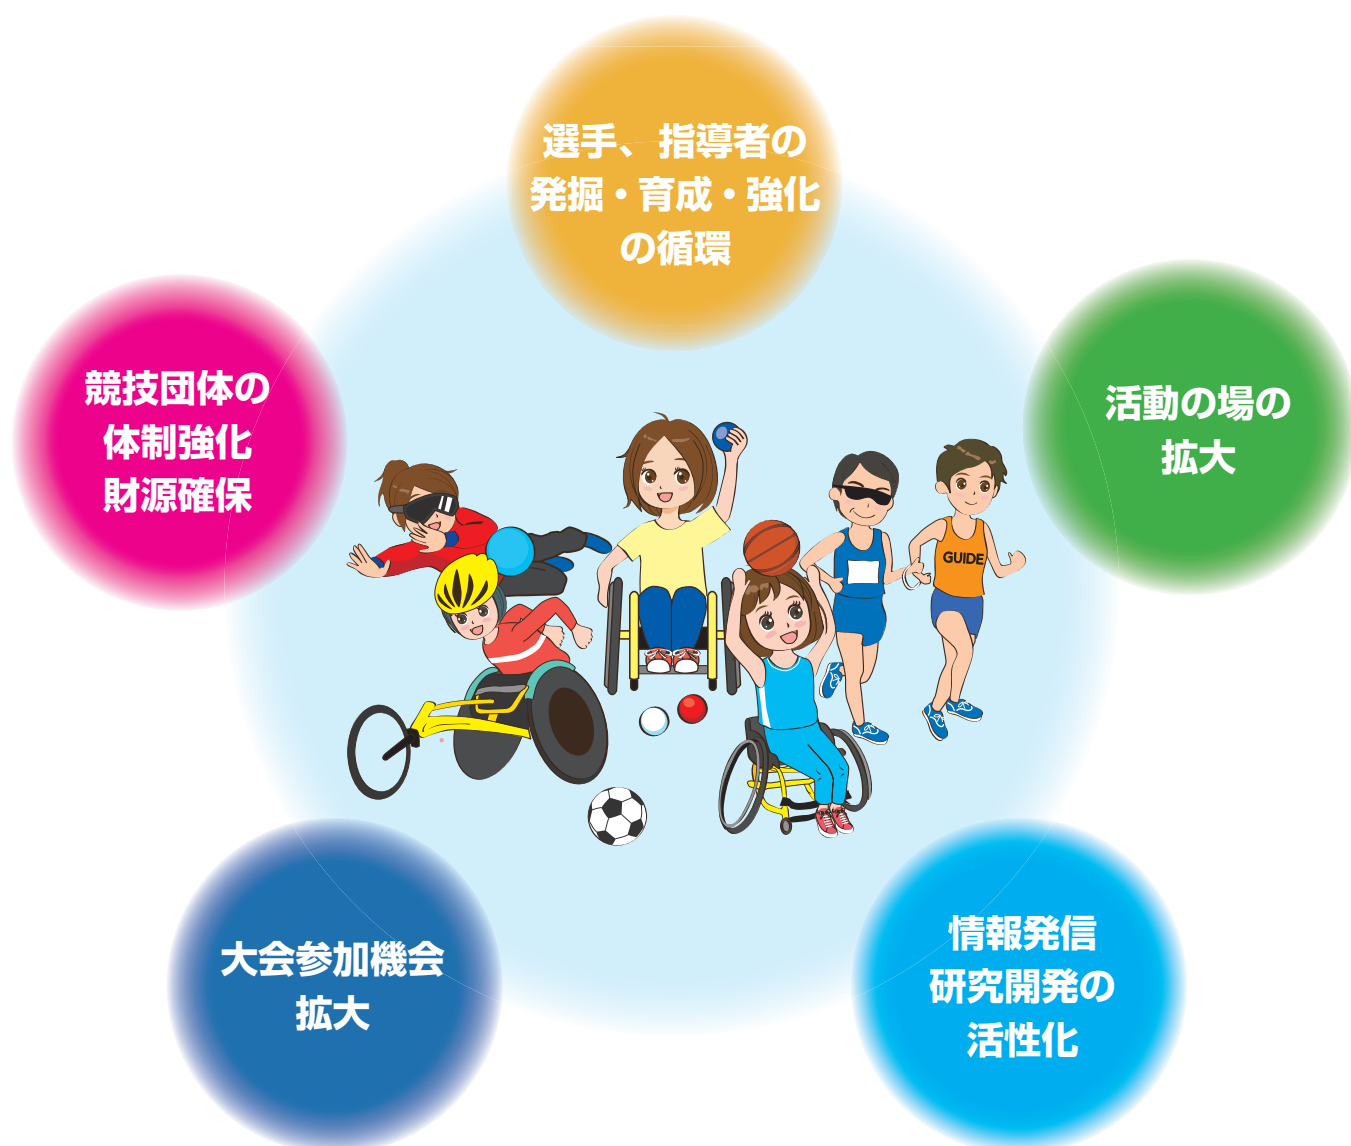 選手、指導者の
発掘・育成・強化
の循環
競技団体の
体制強化
財源確保
活動の場の
拡大
GUIDE
大会参加機会
拡大
情報発信
研究開発の
活性化